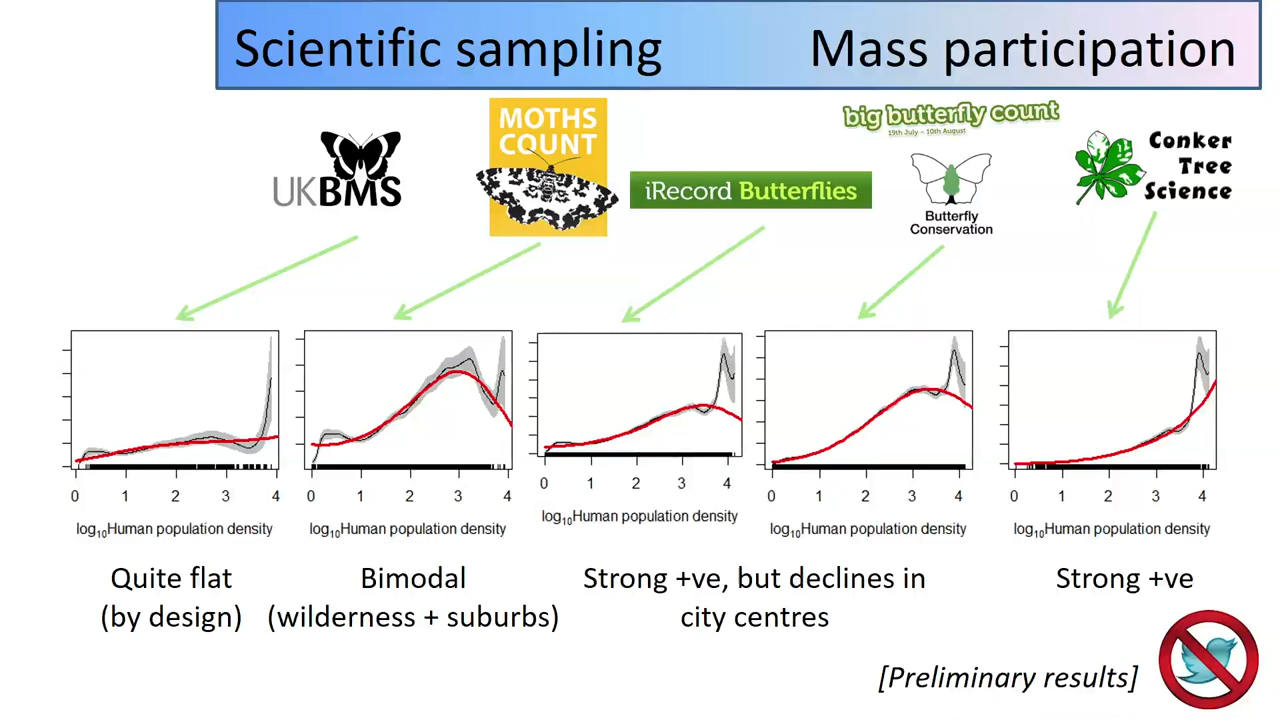 Scientific sampling
Mass participation
UKBMS
MOTHS
COUNT
iRecord Butterflies
big butterfly count
19th July – 10th August
Butterfly
Conservation
Conker
Tree
Science
0 1 2 3 4
log10Human population density
0 1 2 3 4
log10Human population density
0 1 2 3 4
log10Human population density
0 1 2 3 4
log10Human population density
0 1 2 3 4
log10Human population density
Quite flat
(by design)
Bimodal
(wilderness + suburbs)
Strong +ve, but declines in
city centres
Strong +ve
[Preliminary results]